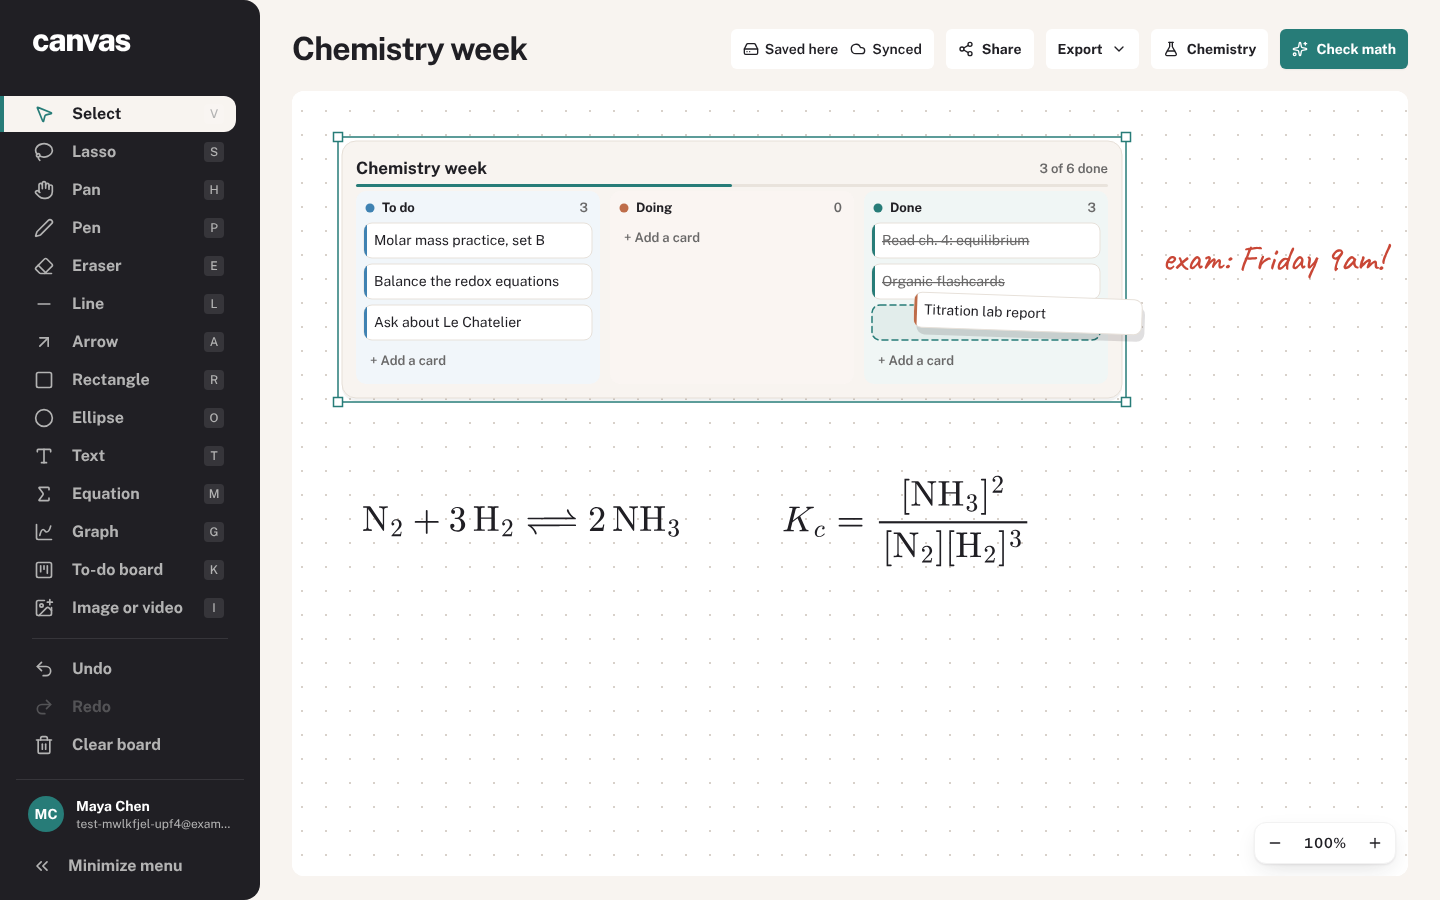 canvas
Chemistry week
Saved here Synced
Share
Export
Chemistry
Check math
Select V
Lasso S
Pan H
Pen P
Eraser E
Line L
Arrow A
Rectangle R
Ellipse O
Text T
Equation M
Graph G
To-do board K
Image or video I
Undo
Redo
Clear board
MC
Maya Chen
test-mwlkfjel-upf4@exam...
Minimize menu
Chemistry week
3 of 6 done
To do 3
Molar mass practice, set B
Balance the redox equations
Ask about Le Chatelier
+ Add a card
Doing 0
+ Add a card
Done 3
Read ch. 4: equilibrium
Organic flashcards
Titration lab report
+ Add a card
exam: Friday 9am!
N₂ + 3 H₂ ⇌ 2 NH₃
K_c = [NH₃]² / [N₂][H₂]³
− 100% +